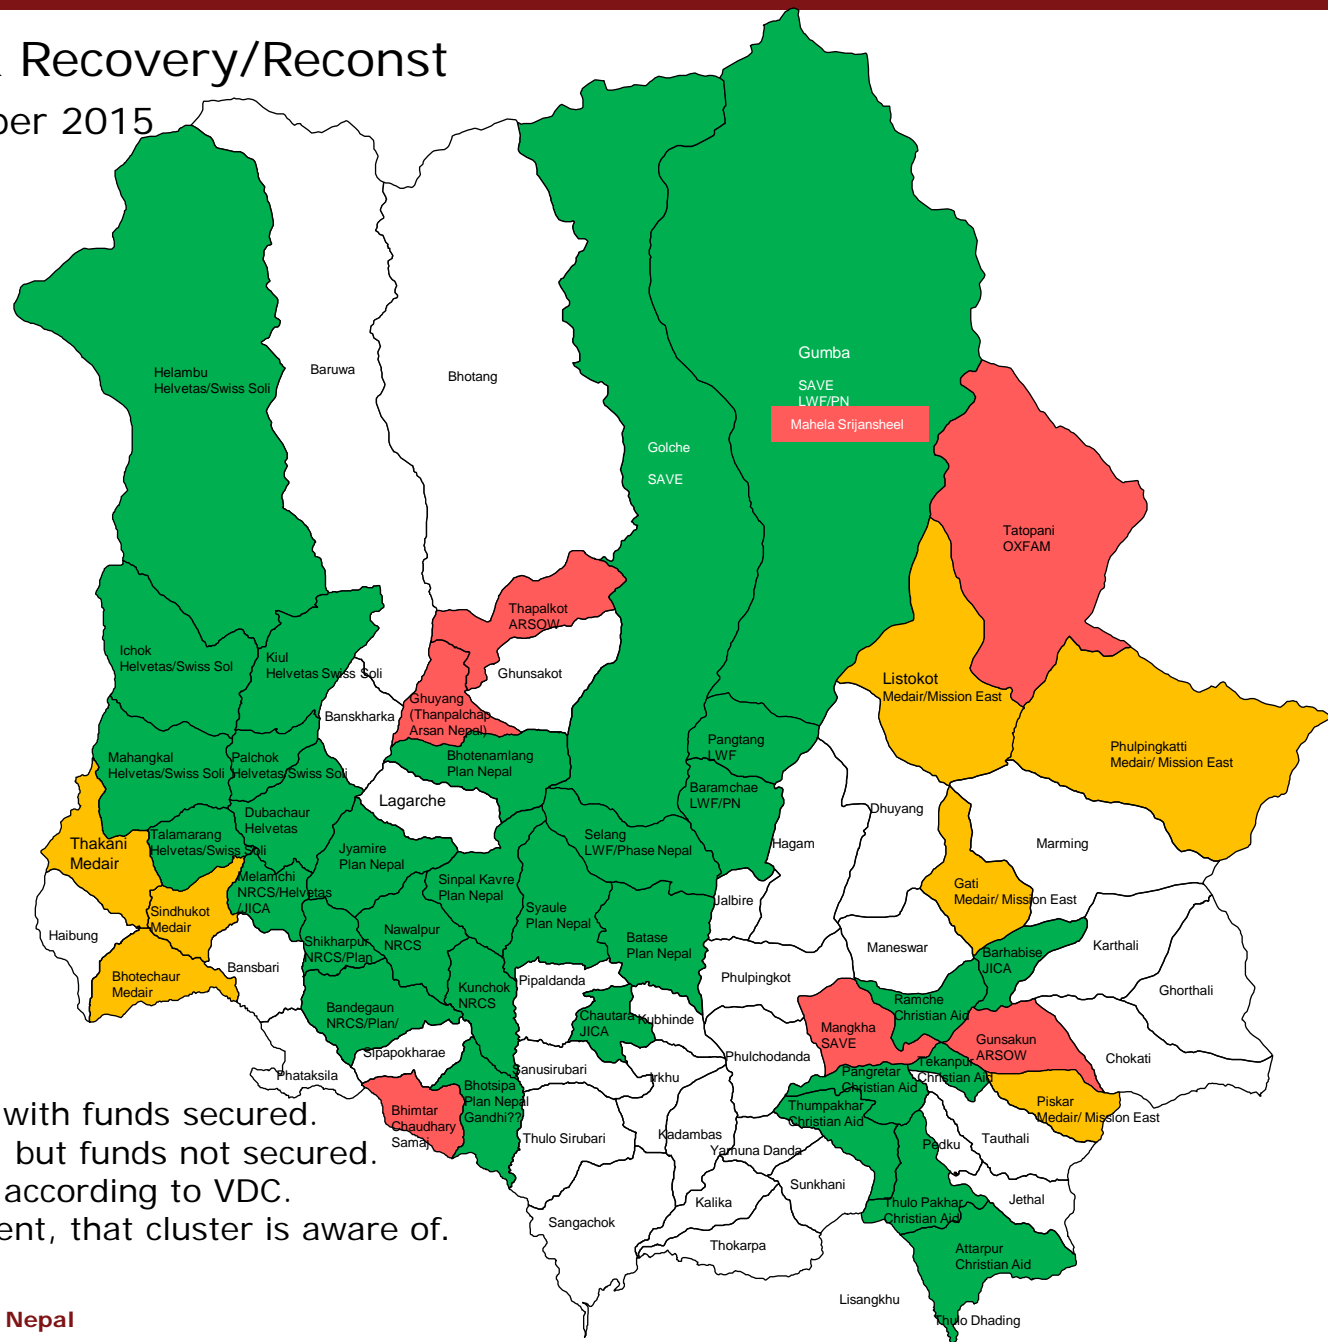 Recovery/Reconst
ber 2015
Helambu
Helvetas/Swiss Soli
Baruwa
Bhotang
Gumba
SAVE
LWF/PN
Mahela Srijansheel
Golche
SAVE
Tatopani
OXFAM
Thapalkot
ARSOW
Ghunsakot
Ichok
Helvetas/Swiss Sol
Kiul
Helvetas Swiss Soli
Banskharka
Ghuyang
(Thanpalchap
Arsan Nepal)
Listokot
Medair/Mission East
Phulpingkatti
Medair/ Mission East
Mahangkal
Helvetas/Swiss Soli
Palchok
Helvetas/Swiss Soli
Bhotenamlang
Plan Nepal
Pangtang
LWF
Baramchae
LWF/PN
Lagarche
Dhuyang
Dubachaur
Helvetas
Thakani
Medair
Talamarang
Helvetas/Swiss Soli
Jyamire
Plan Nepal
Selang
LWF/Phase Nepal
Hagam
Marming
Melamchi
NRCS/Helvetas
/JICA
Sinpal Kavre
Plan Nepal
Gati
Medair/ Mission East
Sindhukot
Medair
Syaule
Plan Nepal
Jalbire
Haibung
Shikharpur
NRCS/Plan
Nawalpur
NRCS
Batase
Plan Nepal
Maneswar
Barhabise
JICA
Karthali
Bhotechaur
Medair
Bansbari
Kunchok
NRCS
Pipaldanda
Phulpingkot
Ghorthali
Bandegaun
NRCS/Plan/
Chautara
JICA
Kubhinde
Ramche
Christian Aid
Mangkha
SAVE
Gunsakun
ARSOW
Chokati
Sipapokharae
Phulchodanda
Tekanpur
Christian Aid
Phataksila
Sanusirubari
Irkhu
Pangretar
Christian Aid
Bhotsipa
Plan Nepal
Gandhi??
Bhimtar
Chaudhary
Samaj
Thumpakhar
Christian Aid
Piskar
Medair/ Mission East
Thulo Sirubari
Kadambas
Yamuna Danda
Pedku
Tauthali
Sunkhani
Kalika
Thulo Pakhar
Christian Aid
Jethal
Sangachok
Thokarpa
Attarpur
Christian Aid
Lisangkhu
Thulo Dhading
with funds secured.
but funds not secured.
according to VDC.
ent, that cluster is aware of.
Nepal